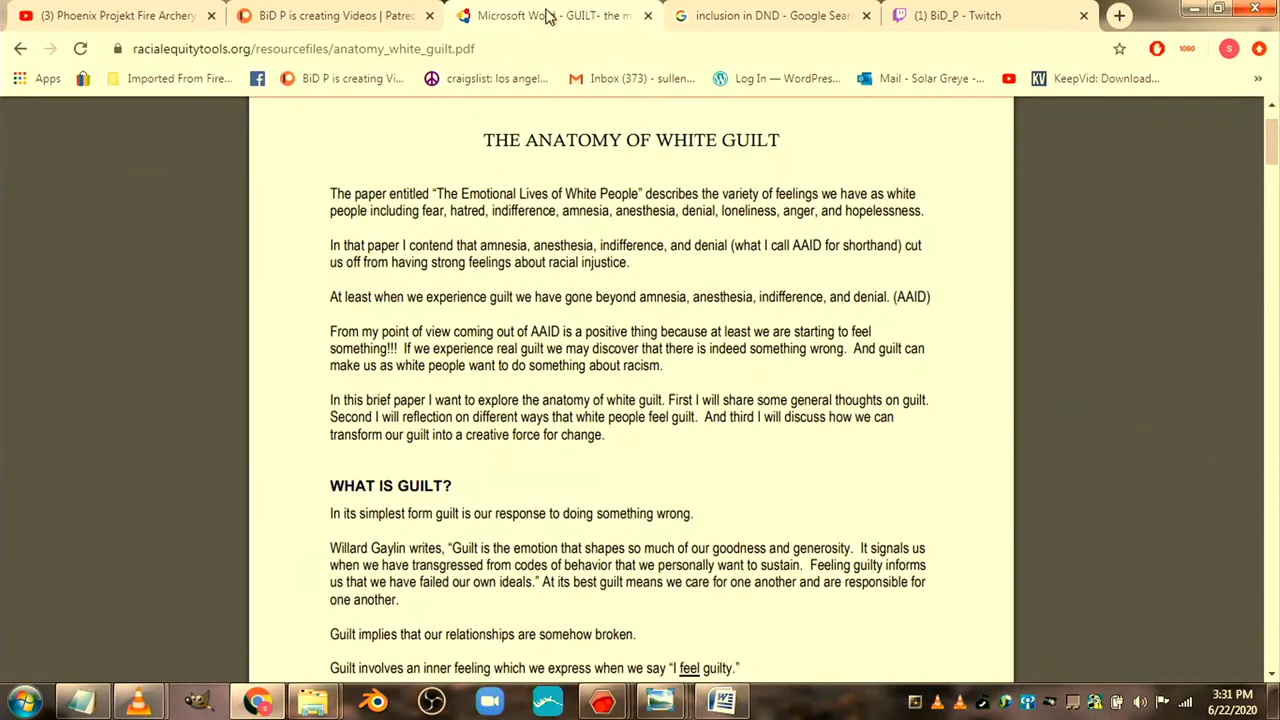 (3) Phoenix Projekt Fire Archery
BiD P is creating Videos | Patreo
Microsoft Wo - GUILT- the m
inclusion in DND - Google Sear
(1) BiD_P - Twitch
racialequitytools.org/resourcefiles/anatomy_white_guilt.pdf
1080
S
Apps
Imported From Fire...
BiD P is creating Vi...
craigslist: los angel...
Inbox (373) - sullen...
Log In — WordPress...
Mail - Solar Greye -...
KV
KeepVid: Download...
»
THE ANATOMY OF WHITE GUILT
The paper entitled “The Emotional Lives of White People” describes the variety of feelings we have as white
people including fear, hatred, indifference, amnesia, anesthesia, denial, loneliness, anger, and hopelessness.
In that paper I contend that amnesia, anesthesia, indifference, and denial (what I call AAID for shorthand) cut
us off from having strong feelings about racial injustice.
At least when we experience guilt we have gone beyond amnesia, anesthesia, indifference, and denial. (AAID)
From my point of view coming out of AAID is a positive thing because at least we are starting to feel
something!!!  If we experience real guilt we may discover that there is indeed something wrong.  And guilt can
make us as white people want to do something about racism.
In this brief paper I want to explore the anatomy of white guilt. First I will share some general thoughts on guilt.
Second I will reflection on different ways that white people feel guilt.  And third I will discuss how we can
transform our guilt into a creative force for change.
WHAT IS GUILT?
In its simplest form guilt is our response to doing something wrong.
Willard Gaylin writes, “Guilt is the emotion that shapes so much of our goodness and generosity.  It signals us
when we have transgressed from codes of behavior that we personally want to sustain.  Feeling guilty informs
us that we have failed our own ideals.” At its best guilt means we care for one another and are responsible for
one another.
Guilt implies that our relationships are somehow broken.
Guilt involves an inner feeling which we express when we say “I feel guilty.”
W
3:31 PM
6/22/2020